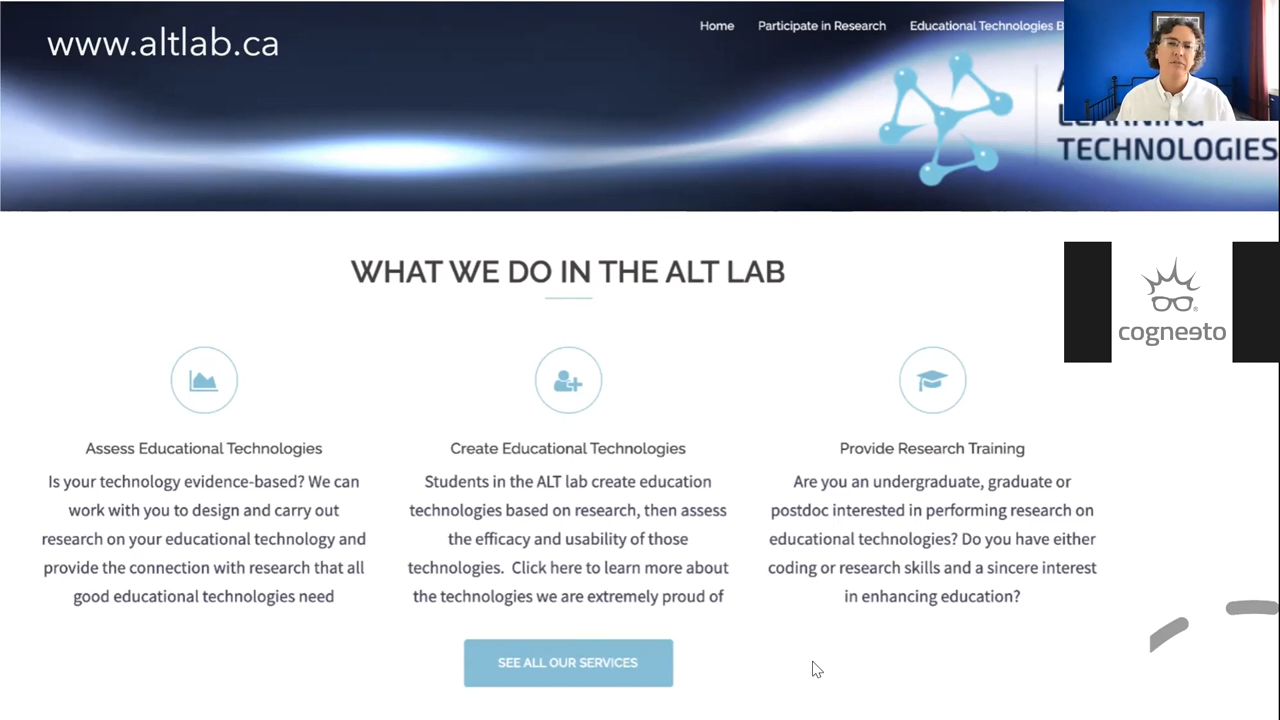 www.altlab.ca
Home Participate in Research Educational Technologies B
LEARNING
TECHNOLOGIES
WHAT WE DO IN THE ALT LAB
cogneeto
Assess Educational Technologies
Is your technology evidence-based? We can
work with you to design and carry out
research on your educational technology and
provide the connection with research that all
good educational technologies need
Create Educational Technologies
Students in the ALT lab create education
technologies based on research, then assess
the efficacy and usability of those
technologies. Click here to learn more about
the technologies we are extremely proud of
Provide Research Training
Are you an undergraduate, graduate or
postdoc interested in performing research on
educational technologies? Do you have either
coding or research skills and a sincere interest
in enhancing education?
SEE ALL OUR SERVICES